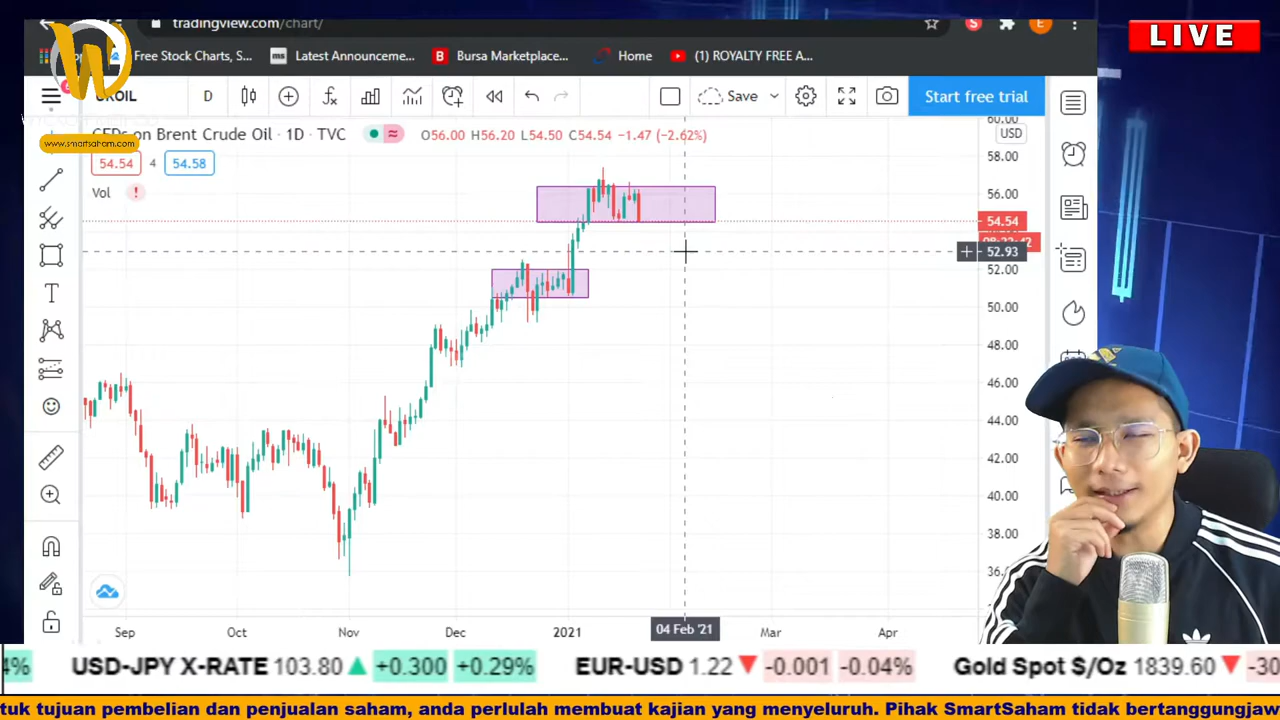 tradingview.com/chart/
LIVE
Free Stock Charts, S...
ms Latest Announceme...
B Bursa Marketplace...
Home
(1) ROYALTY FREE A...
S
E
W
UKOIL
D
Save
Start free trial
www.smartsaham.com
CFDs on Brent Crude Oil · 1D · TVC
O56.00 H56.20 L54.50 C54.54 −1.47 (−2.62%)
USD
54.54
4
54.58
Vol
!
60.00
58.00
56.00
54.54
52.93
52.00
50.00
48.00
46.00
44.00
42.00
40.00
38.00
36.
T
Sep
Oct
Nov
Dec
2021
04 Feb '21
Mar
Apr
4%
USD-JPY X-RATE 103.80 +0.300 +0.29%
EUR-USD 1.22 -0.001 -0.04%
Gold Spot $/Oz 1839.60 -30
tuk tujuan pembelian dan penjualan saham, anda perlulah membuat kajian yang menyeluruh. Pihak SmartSaham tidak bertanggungjaw